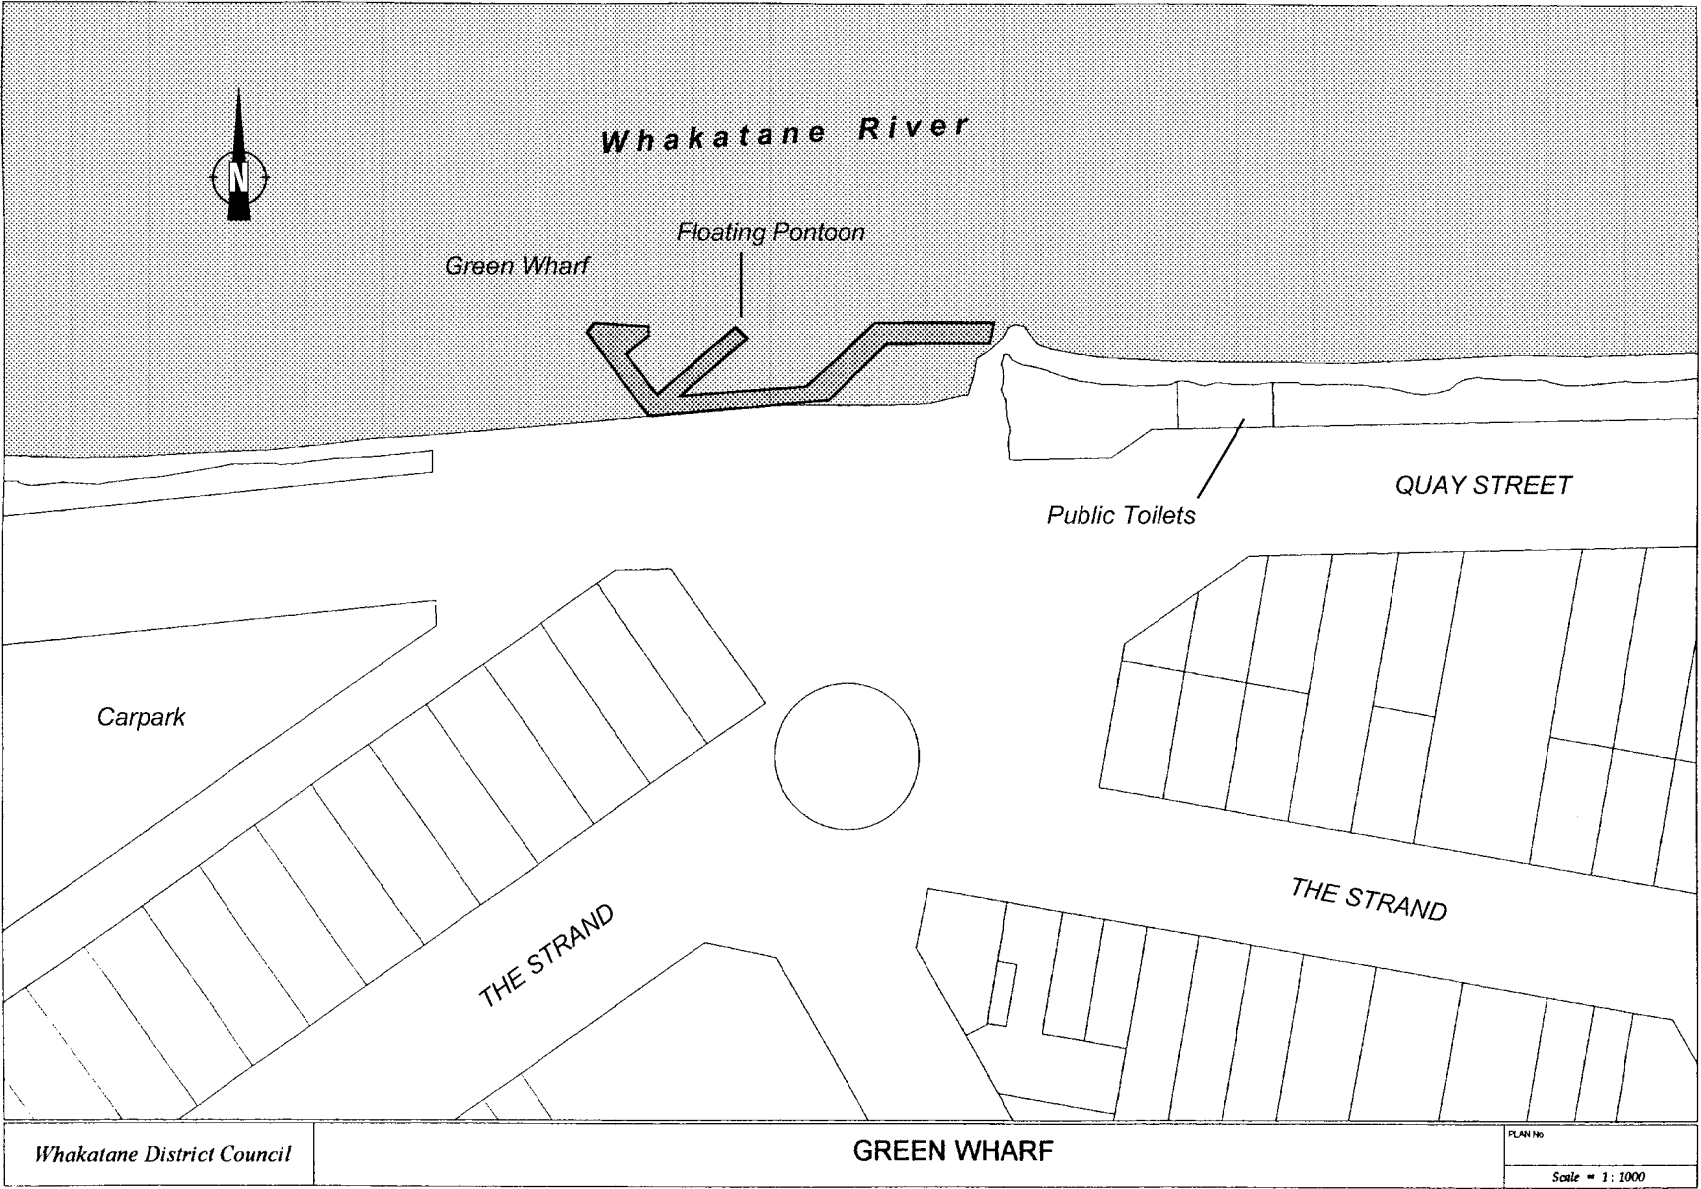 Whakatane River
N
Floating Pontoon
Green Wharf
QUAY STREET
Public Toilets
Carpark
THE STRAND
THE STRAND
Whakatane District Council
GREEN WHARF
PLAN No
Scale = 1 : 1000